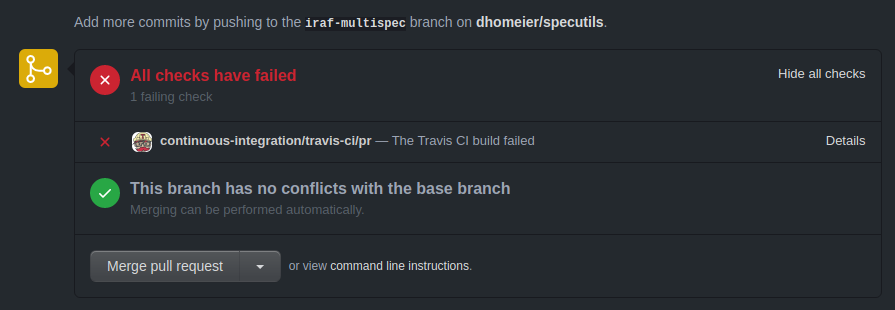 Add more commits by pushing to the iraf-multispec branch on dhomeier/specutils.
All checks have failed
Hide all checks
1 failing check
continuous-integration/travis-ci/pr — The Travis CI build failed
Details
This branch has no conflicts with the base branch
Merging can be performed automatically.
Merge pull request
or view command line instructions.